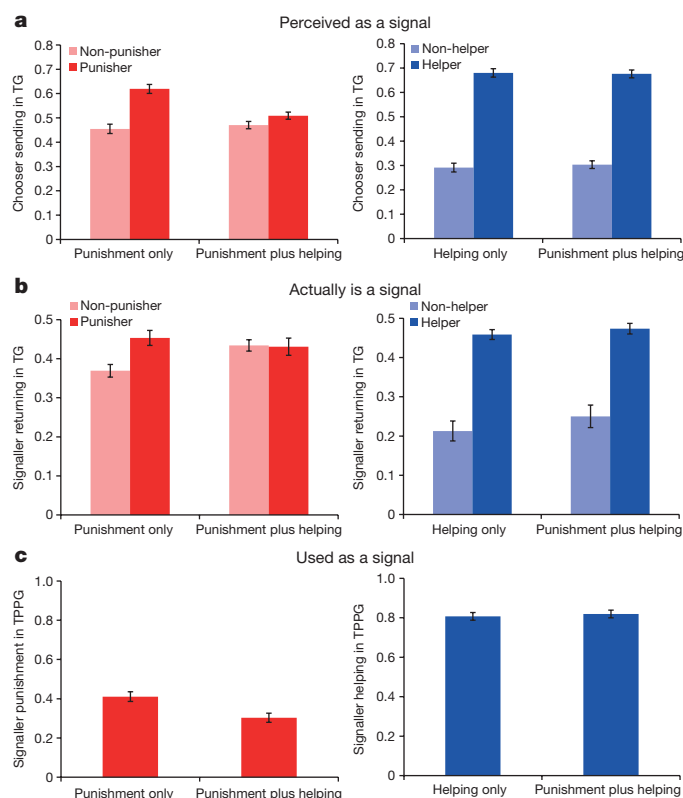 a
Perceived as a signal
Chooser sending in TG
0.8
0.7
0.6
0.5
0.4
0.3
0.2
0.1
0
Non-punisher
Punisher
Punishment only
Punishment plus helping
Chooser sending in TG
0.8
0.7
0.6
0.5
0.4
0.3
0.2
0.1
0
Non-helper
Helper
Helping only
Punishment plus helping
b
Actually is a signal
Signaller returning in TG
0.5
0.4
0.3
0.2
0.1
0
Non-punisher
Punisher
Punishment only
Punishment plus helping
Signaller returning in TG
0.5
0.4
0.3
0.2
0.1
0
Non-helper
Helper
Helping only
Punishment plus helping
c
Used as a signal
Signaller punishment in TPPG
1.0
0.8
0.6
0.4
0.2
0
Punishment only
Punishment plus helping
Signaller helping in TPPG
1.0
0.8
0.6
0.4
0.2
0
Helping only
Punishment plus helping